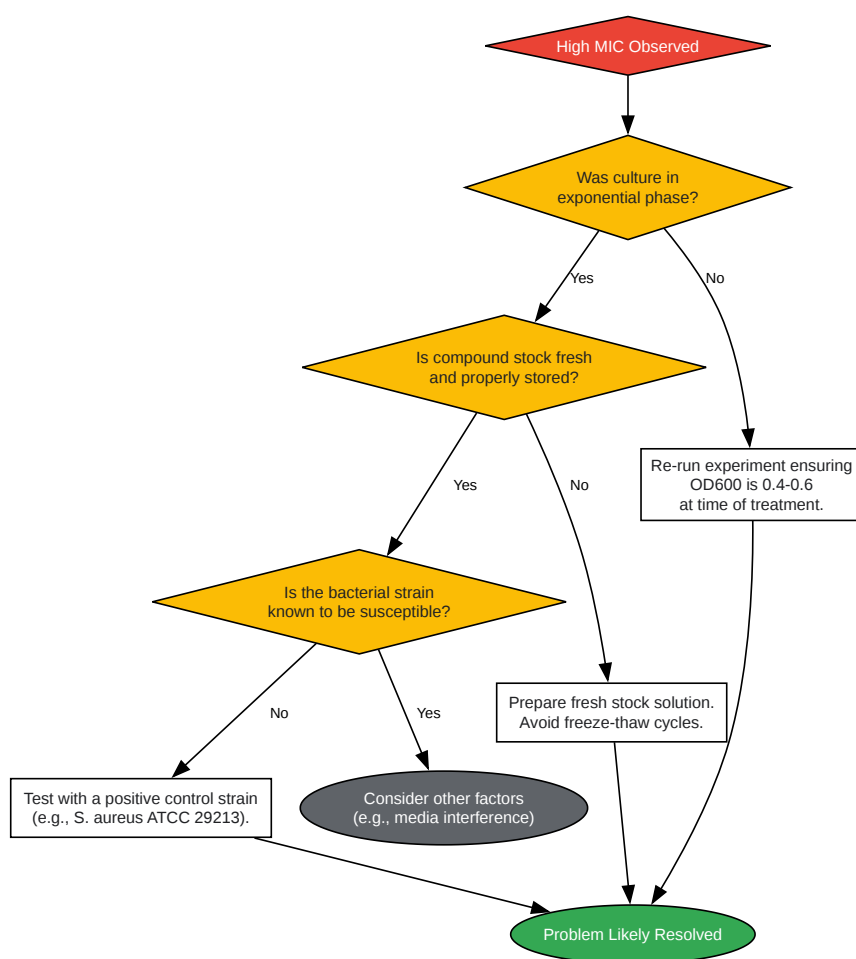 High MIC Observed
Was culture in
exponential phase?
Yes
No
Is compound stock fresh
and properly stored?
Yes
No
Re-run experiment ensuring
OD600 is 0.4-0.6
at time of treatment.
Is the bacterial strain
known to be susceptible?
No
Yes
Prepare fresh stock solution.
Avoid freeze-thaw cycles.
Test with a positive control strain
(e.g., S. aureus ATCC 29213).
Consider other factors
(e.g., media interference)
Problem Likely Resolved